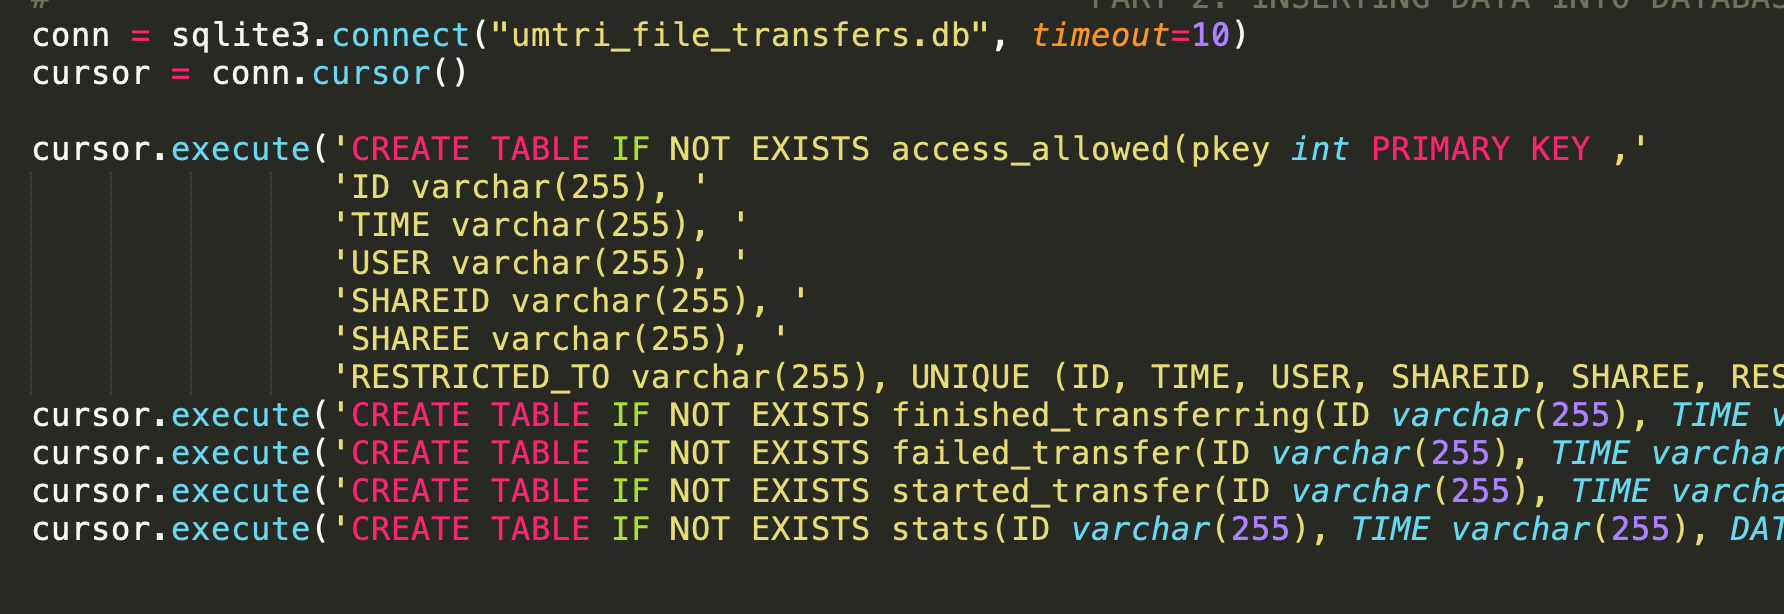 # PART 2: INSERTING DATA INTO
conn = sqlite3.connect("umtri_file_transfers.db", timeout=10)
cursor = conn.cursor()
cursor.execute('CREATE TABLE IF NOT EXISTS access_allowed(pkey int PRIMARY KEY ,'
'ID varchar(255), '
'TIME varchar(255), '
'USER varchar(255), '
'SHAREID varchar(255), '
'SHAREE varchar(255), '
'RESTRICTED_TO varchar(255), UNIQUE (ID, TIME, USER, SHAREID, SHAREE, RES
cursor.execute('CREATE TABLE IF NOT EXISTS finished_transferring(ID varchar(255), TIME v
cursor.execute('CREATE TABLE IF NOT EXISTS failed_transfer(ID varchar(255), TIME varchar
cursor.execute('CREATE TABLE IF NOT EXISTS started_transfer(ID varchar(255), TIME varcha
cursor.execute('CREATE TABLE IF NOT EXISTS stats(ID varchar(255), TIME varchar(255), DAT